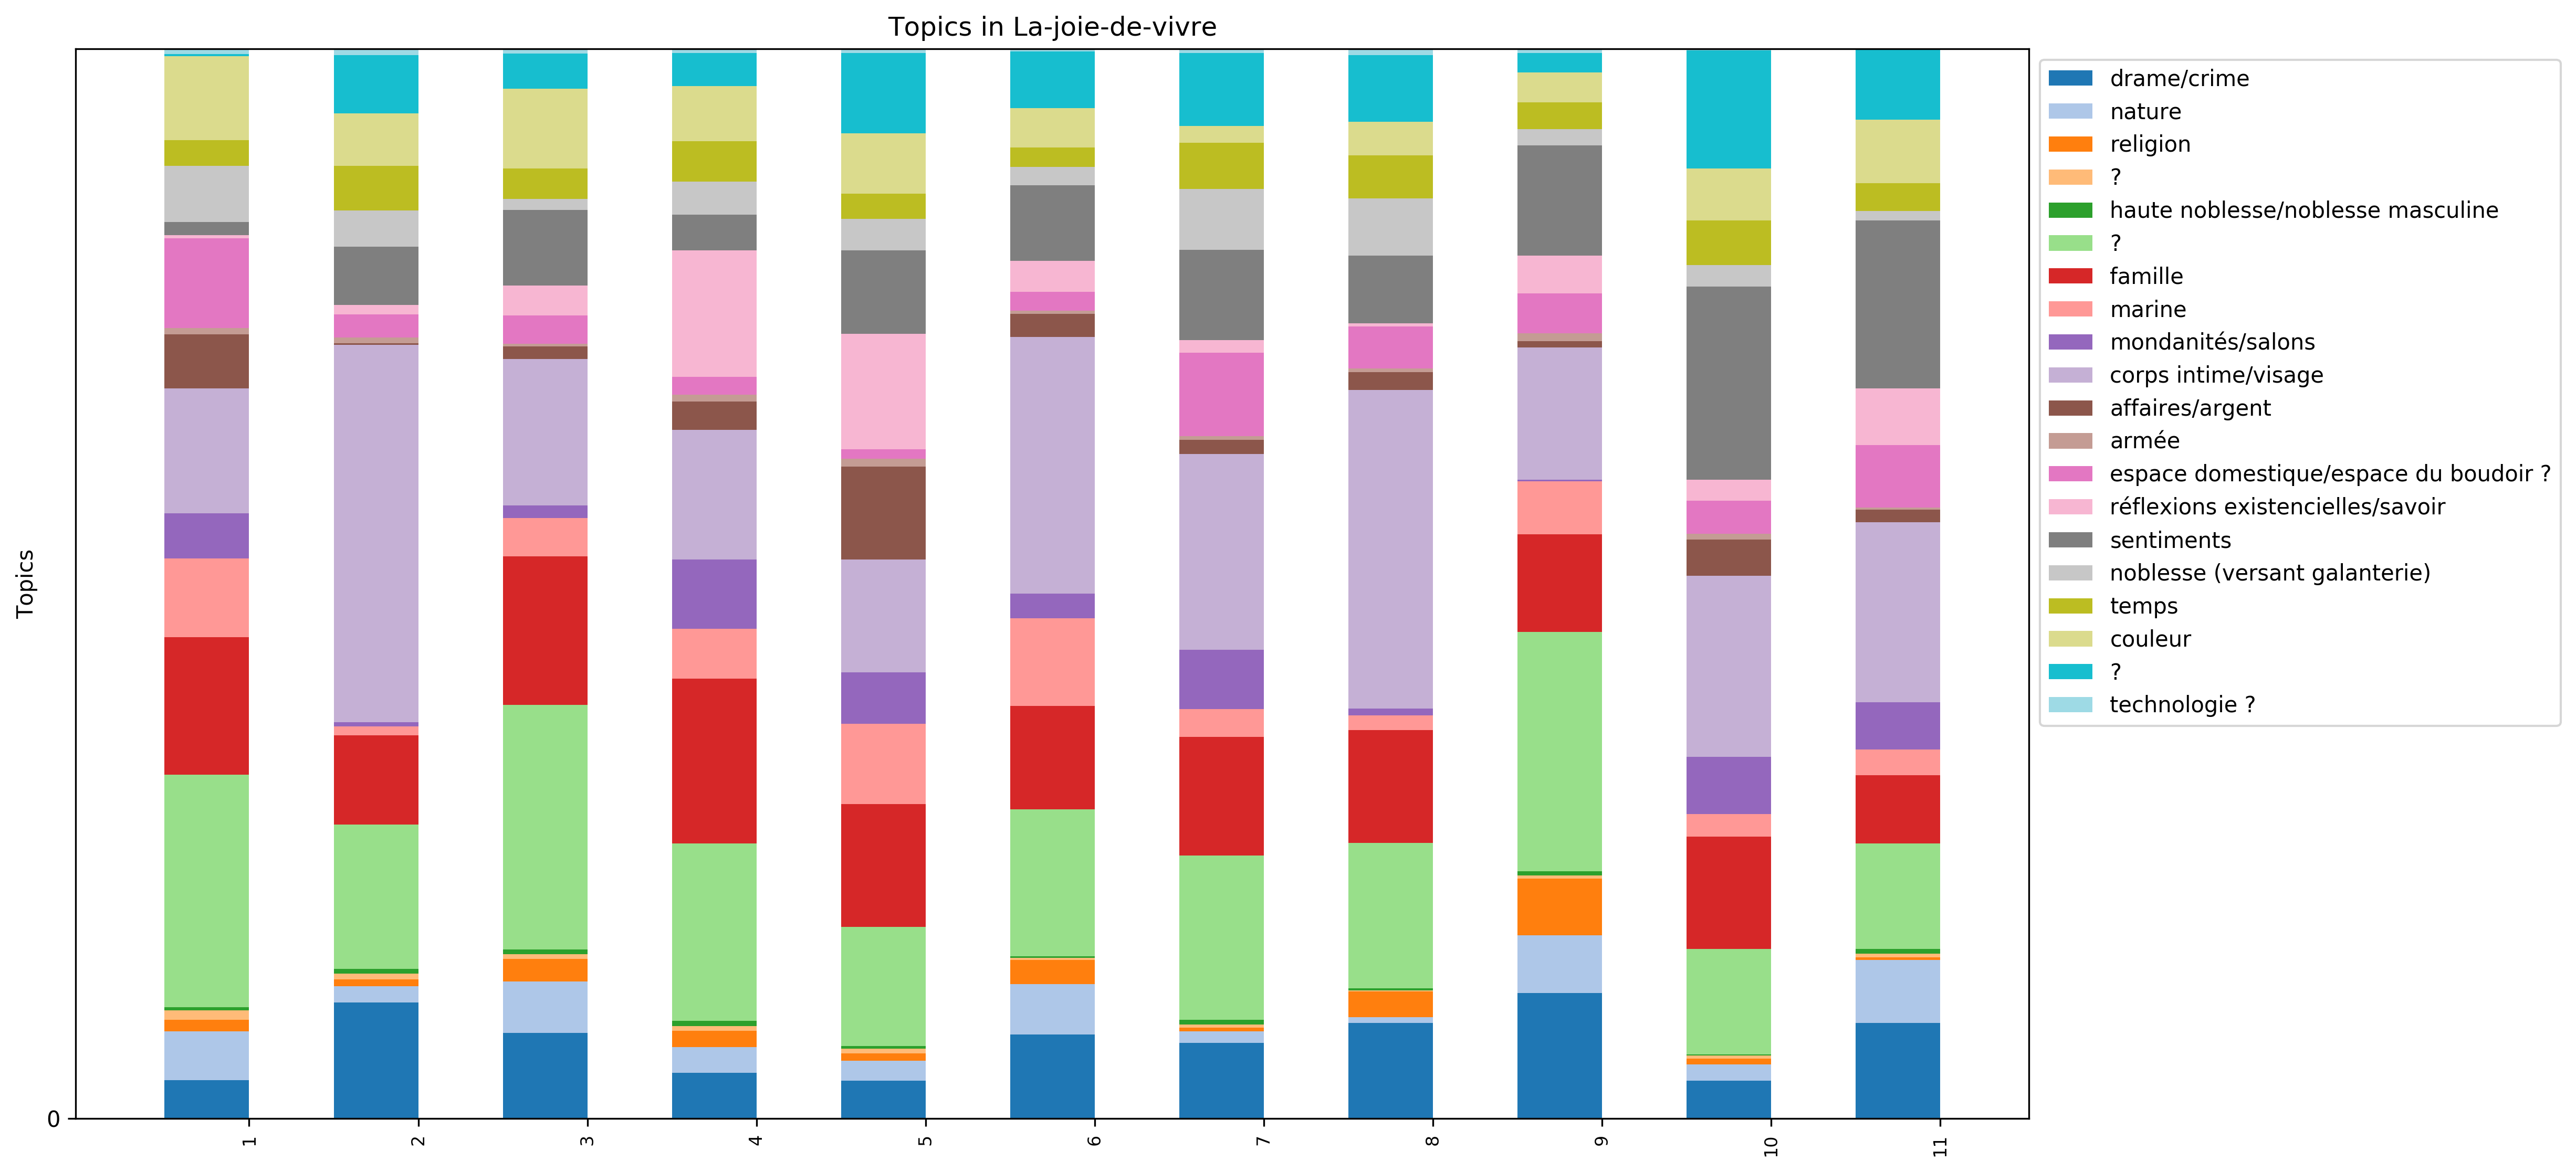 Topics in La-joie-de-vivre
drame/crime
nature
religion
?
haute noblesse/noblesse masculine
?
famille
marine
mondanités/salons
corps intime/visage
affaires/argent
armée
espace domestique/espace du boudoir ?
réflexions existencielles/savoir
sentiments
noblesse (versant galanterie)
temps
couleur
?
technologie ?
Topics
0
1
2
3
4
5
6
7
8
9
10
11